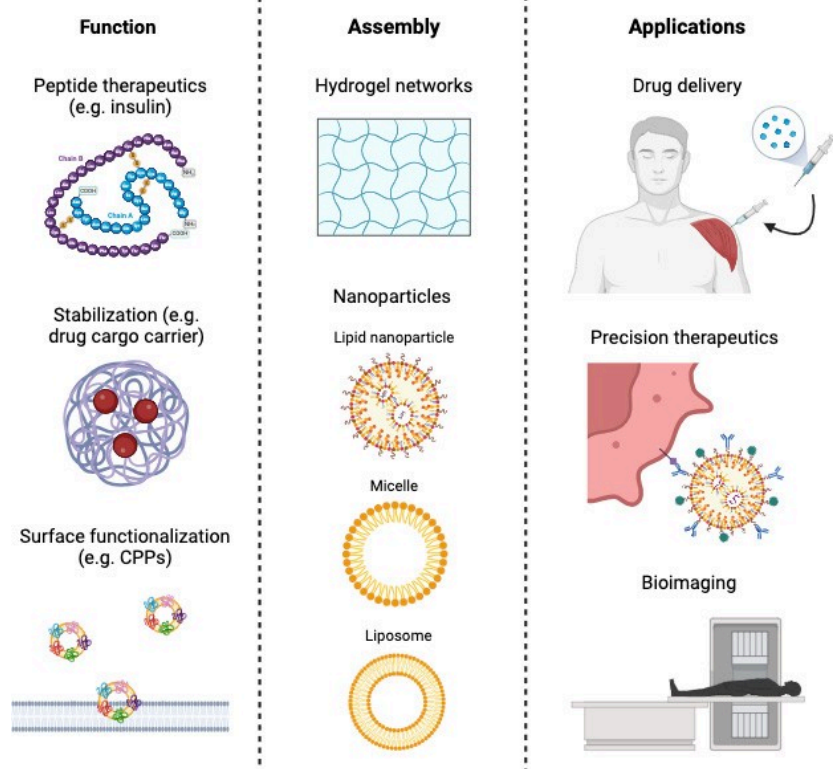 Function
Peptide therapeutics
(e.g. insulin)
Chain B
NH₂
COOH
Chain A
NH₂
COOH
Stabilization (e.g.
drug cargo carrier)
Surface functionalization
(e.g. CPPs)
Assembly
Hydrogel networks
Nanoparticles
Lipid nanoparticle
Micelle
Liposome
Applications
Drug delivery
Precision therapeutics
Bioimaging